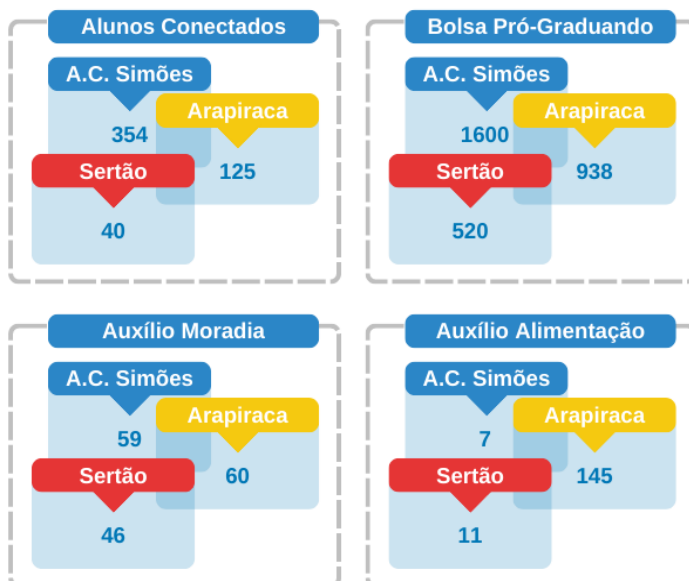 Alunos Conectados
A.C. Simões
354
Arapiraca
125
Sertão
40
Bolsa Pró-Graduando
A.C. Simões
1600
Arapiraca
938
Sertão
520
Auxílio Moradia
A.C. Simões
59
Arapiraca
60
Sertão
46
Auxílio Alimentação
A.C. Simões
7
Arapiraca
145
Sertão
11